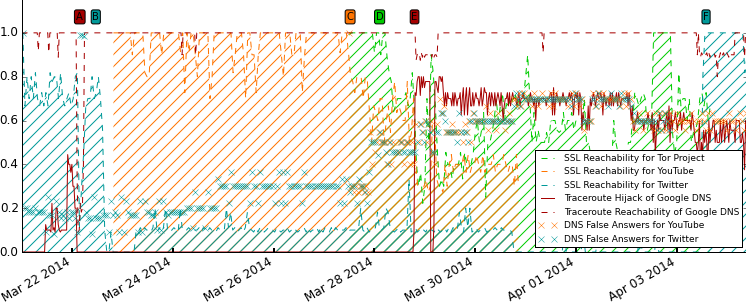 A B C D E F
1.0
0.8
0.6
0.4
0.2
0.0
SSL Reachability for Tor Project
SSL Reachability for YouTube
SSL Reachability for Twitter
Traceroute Hijack of Google DNS
Traceroute Reachability of Google DNS
DNS False Answers for YouTube
DNS False Answers for Twitter
Mar 22 2014
Mar 24 2014
Mar 26 2014
Mar 28 2014
Mar 30 2014
Apr 01 2014
Apr 03 2014